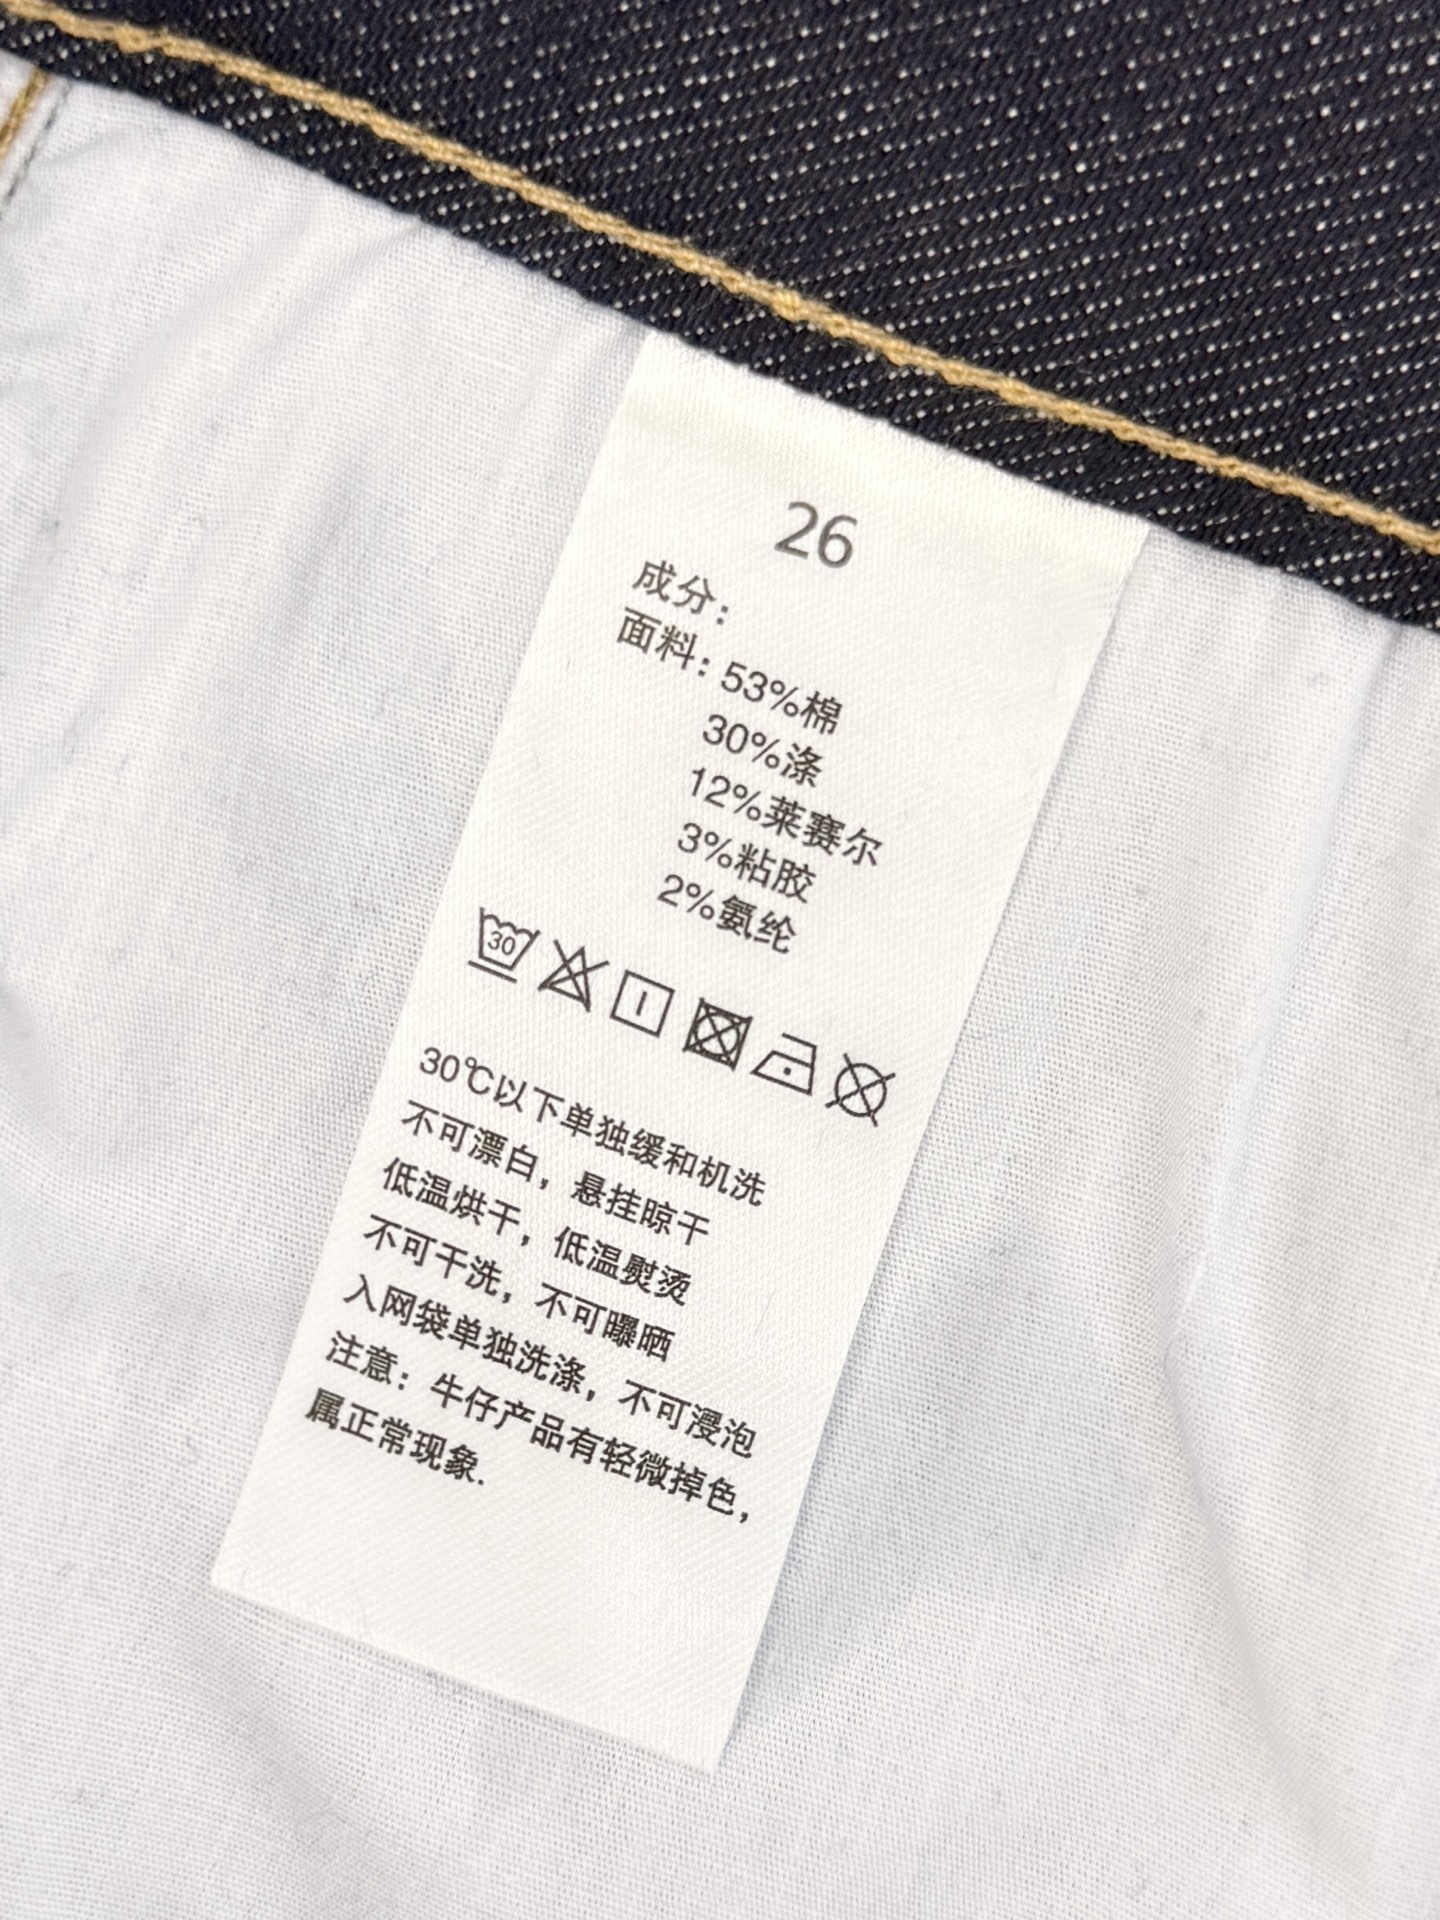 26
成分：
面料：53%棉
30%涤
12%莱赛尔
3%粘胶
2%氨纶
30
30℃以下单独缓和机洗
不可漂白，悬挂晾干
低温烘干，低温熨烫
不可干洗，不可曝晒
入网袋单独洗涤，不可浸泡
注意：牛仔产品有轻微掉色，
属正常现象.